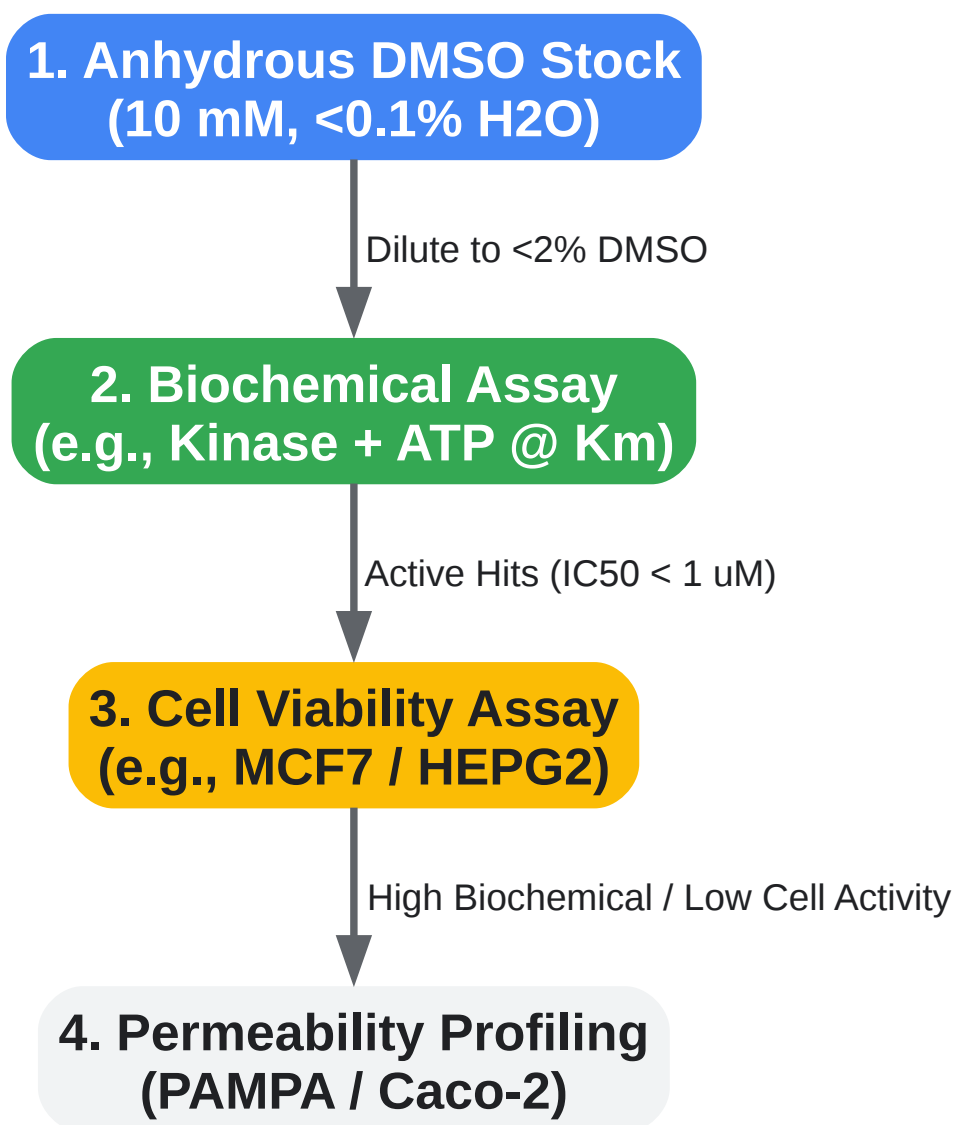 1. Anhydrous DMSO Stock
(10 mM, <0.1% H2O)
Dilute to <2% DMSO
2. Biochemical Assay
(e.g., Kinase + ATP @ Km)
Active Hits (IC50 < 1 uM)
3. Cell Viability Assay
(e.g., MCF7 / HEPG2)
High Biochemical / Low Cell Activity
4. Permeability Profiling
(PAMPA / Caco-2)